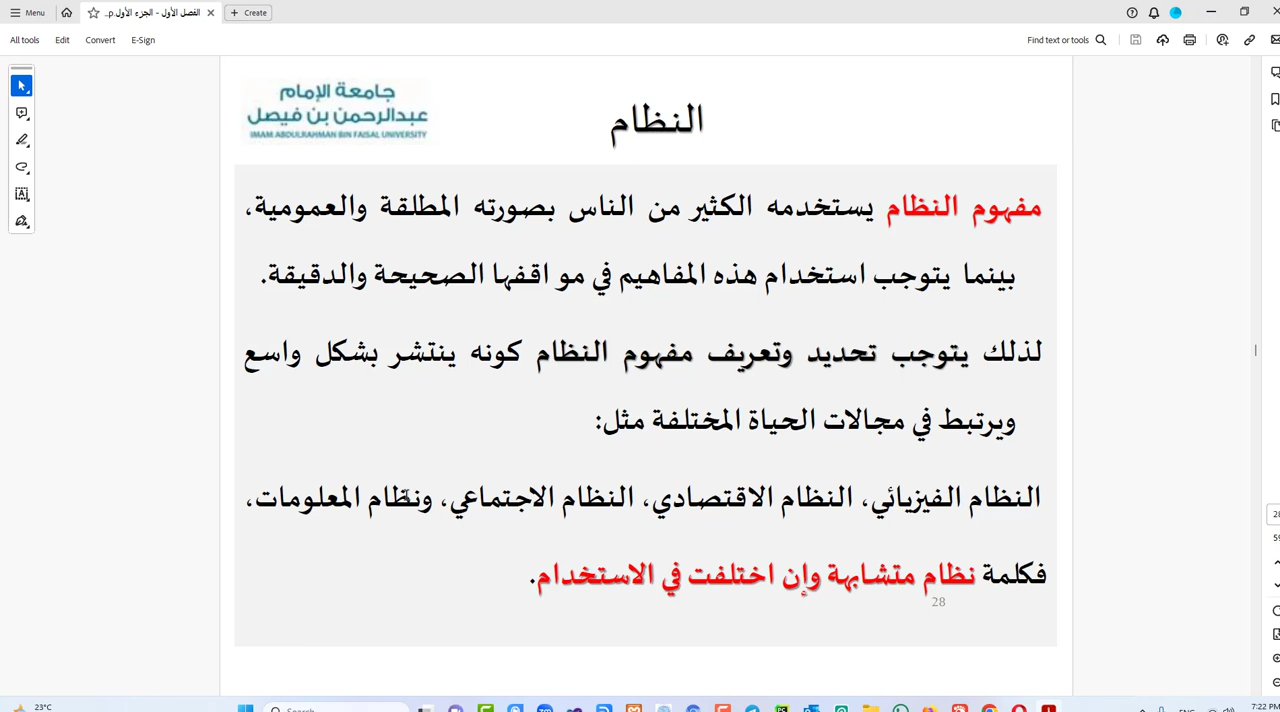 Menu
الفصل الأول - الجزء الأول.p...
Create
All tools
Edit
Convert
E-Sign
Find text or tools
جامعة الإمام
عبدالرحمن بن فيصل
IMAM ABDULRAHMAN BIN FAISAL UNIVERSITY
النظام
مفهوم النظام يستخدمه الكثير من الناس بصورته المطلقة والعمومية،
بينما يتوجب استخدام هذه المفاهيم في مو اقفها الصحيحة والدقيقة.
لذلك يتوجب تحديد وتعريف مفهوم النظام كونه ينتشر بشكل واسع
ويرتبط في مجالات الحياة المختلفة مثل:
النظام الفيزيائي، النظام الاقتصادي، النظام الاجتماعي، ونظام المعلومات،
فكلمة نظام متشابهة وإن اختلفت في الاستخدام.
28
28
23°C
Search
ENG
7:22 PM